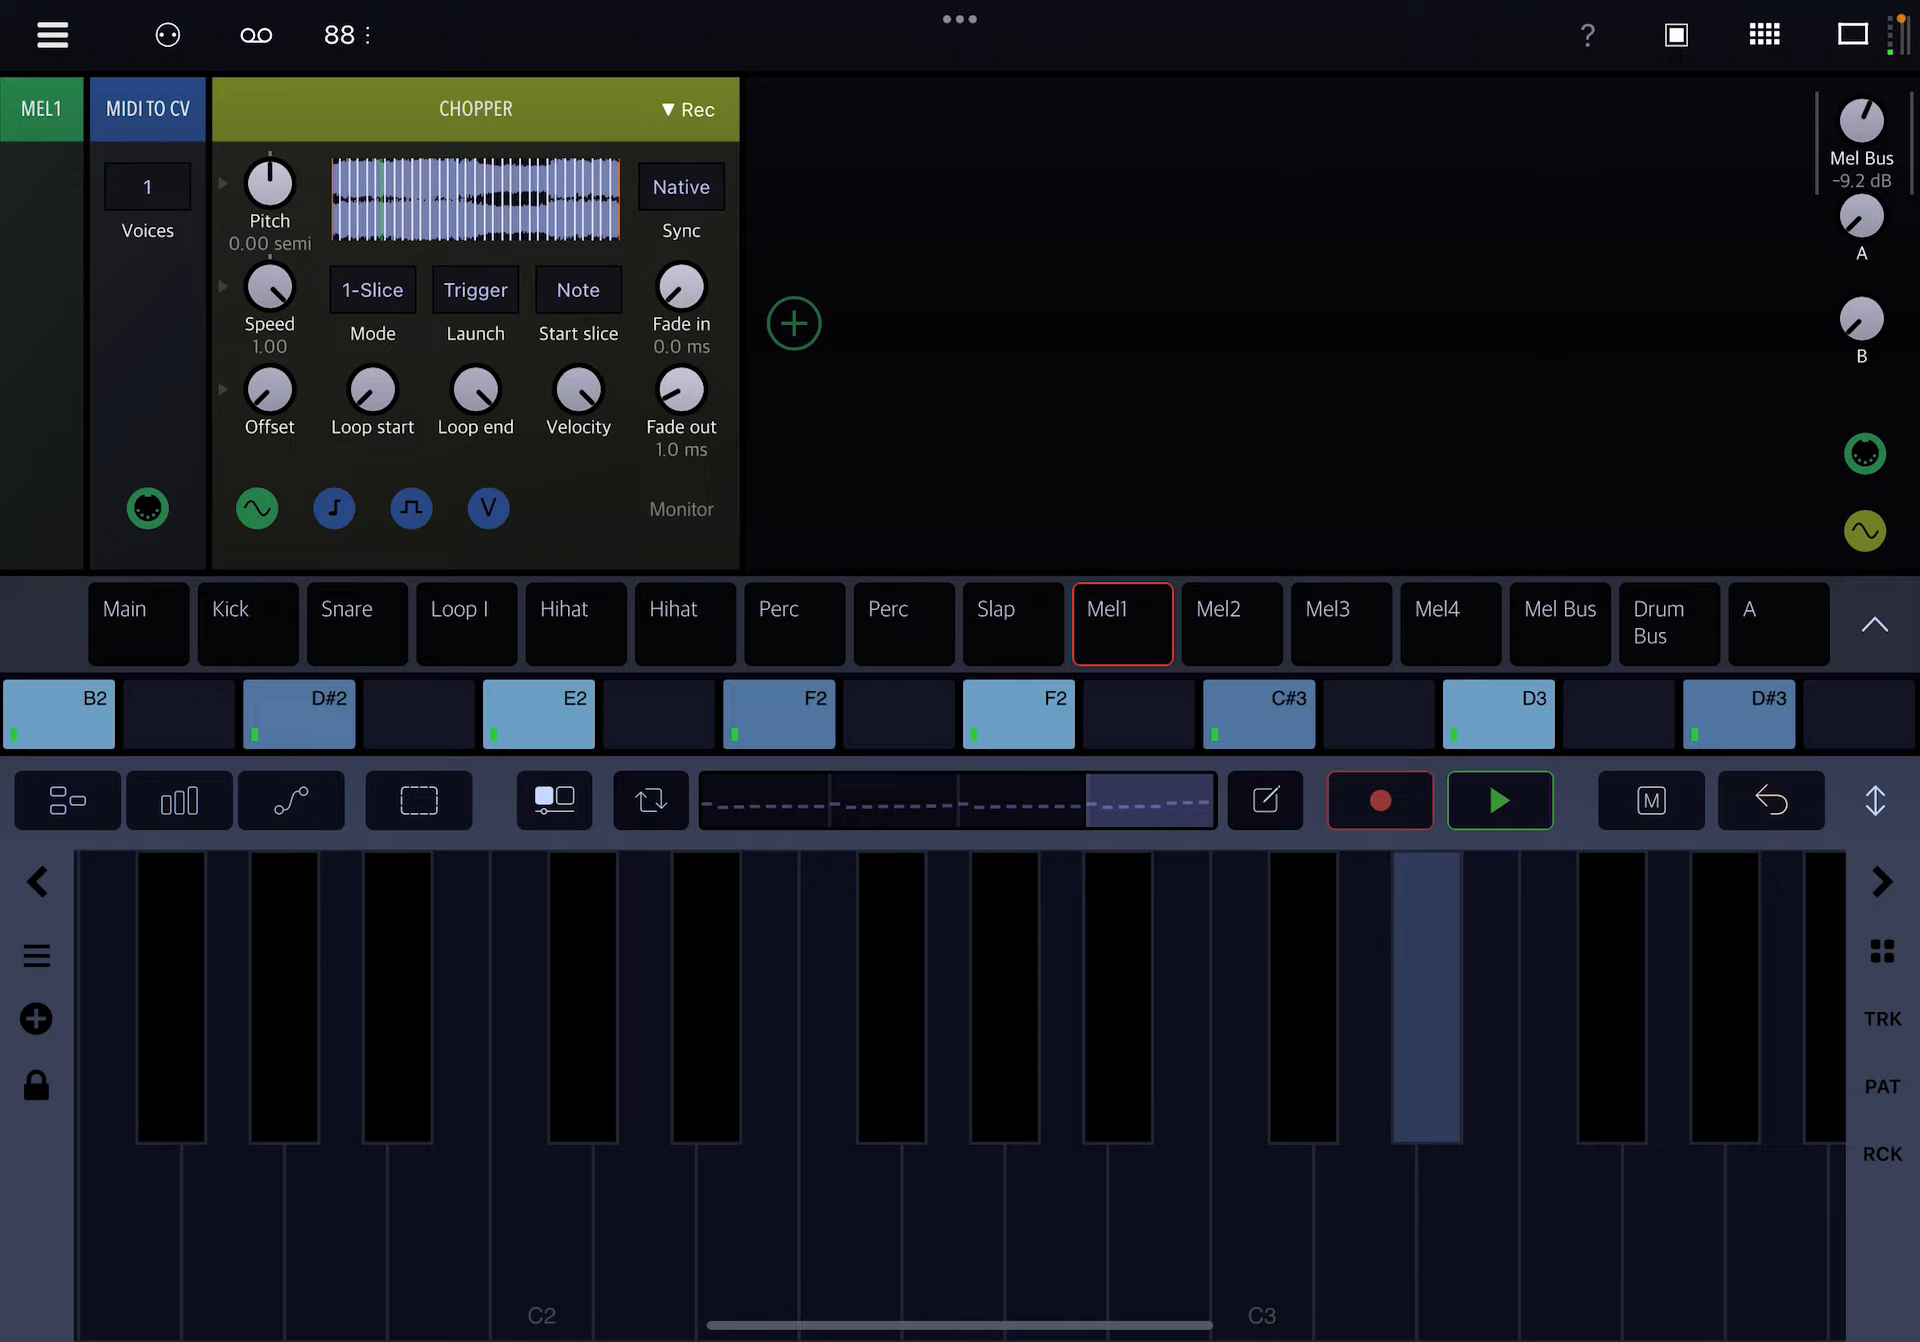 88
?
MEL1
MIDI TO CV
CHOPPER
▼ Rec
1
Voices
Pitch
0.00 semi
Native
Sync
Speed
1.00
1-Slice
Mode
Trigger
Launch
Note
Start slice
Fade in
0.0 ms
Offset
Loop start
Loop end
Velocity
Fade out
1.0 ms
V
Monitor
Mel Bus
-9.2 dB
A
B
Main
Kick
Snare
Loop I
Hihat
Hihat
Perc
Perc
Slap
Mel1
Mel2
Mel3
Mel4
Mel Bus
Drum
Bus
A
B2
D#2
E2
F2
F2
C#3
D3
D#3
M
TRK
PAT
RCK
C2
C3